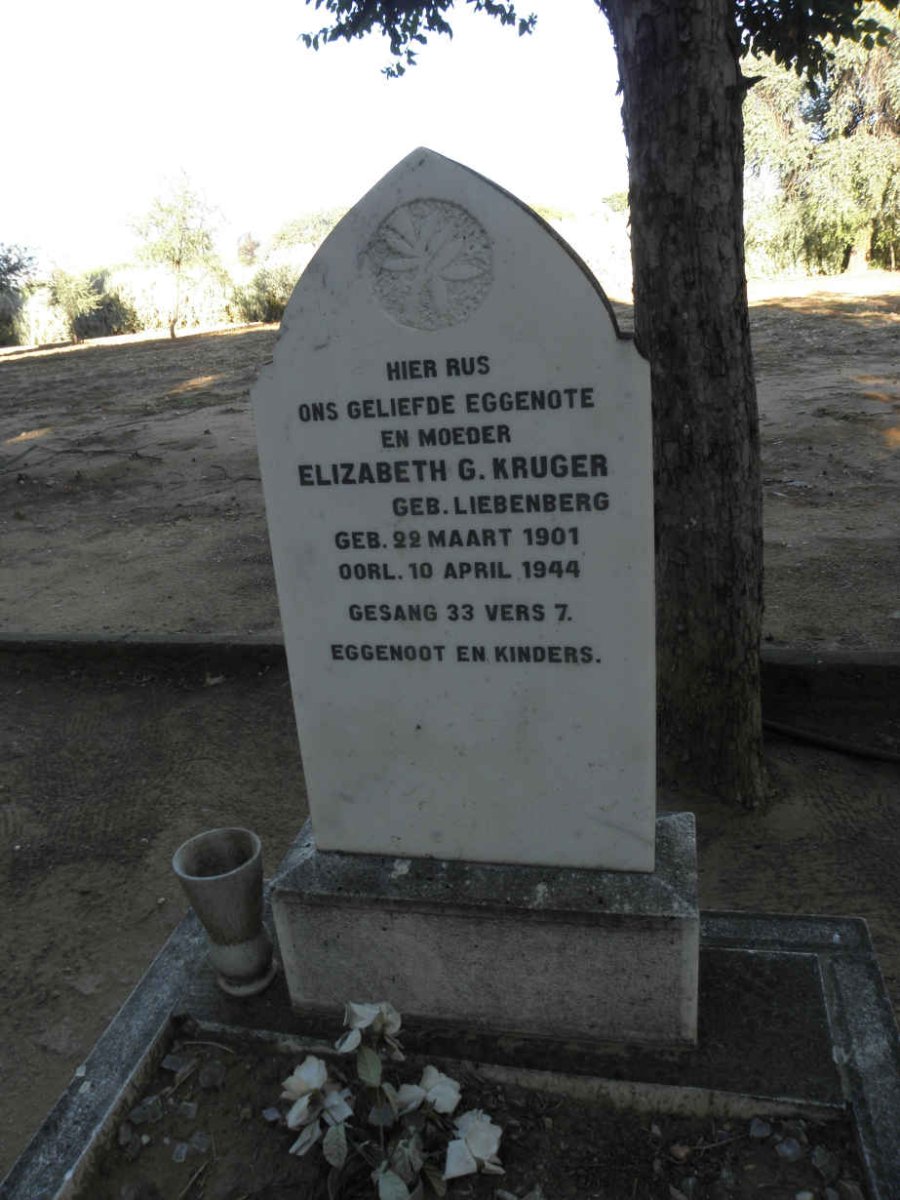 HIER RUS
ONS GELIEFDE EGGENOTE
EN MOEDER
ELIZABETH G. KRUGER
GEB. LIEBENBERG
GEB. 22 MAART 1901
OORL. 10 APRIL 1944
GESANG 33 VERS 7.
EGGENOOT EN KINDERS.